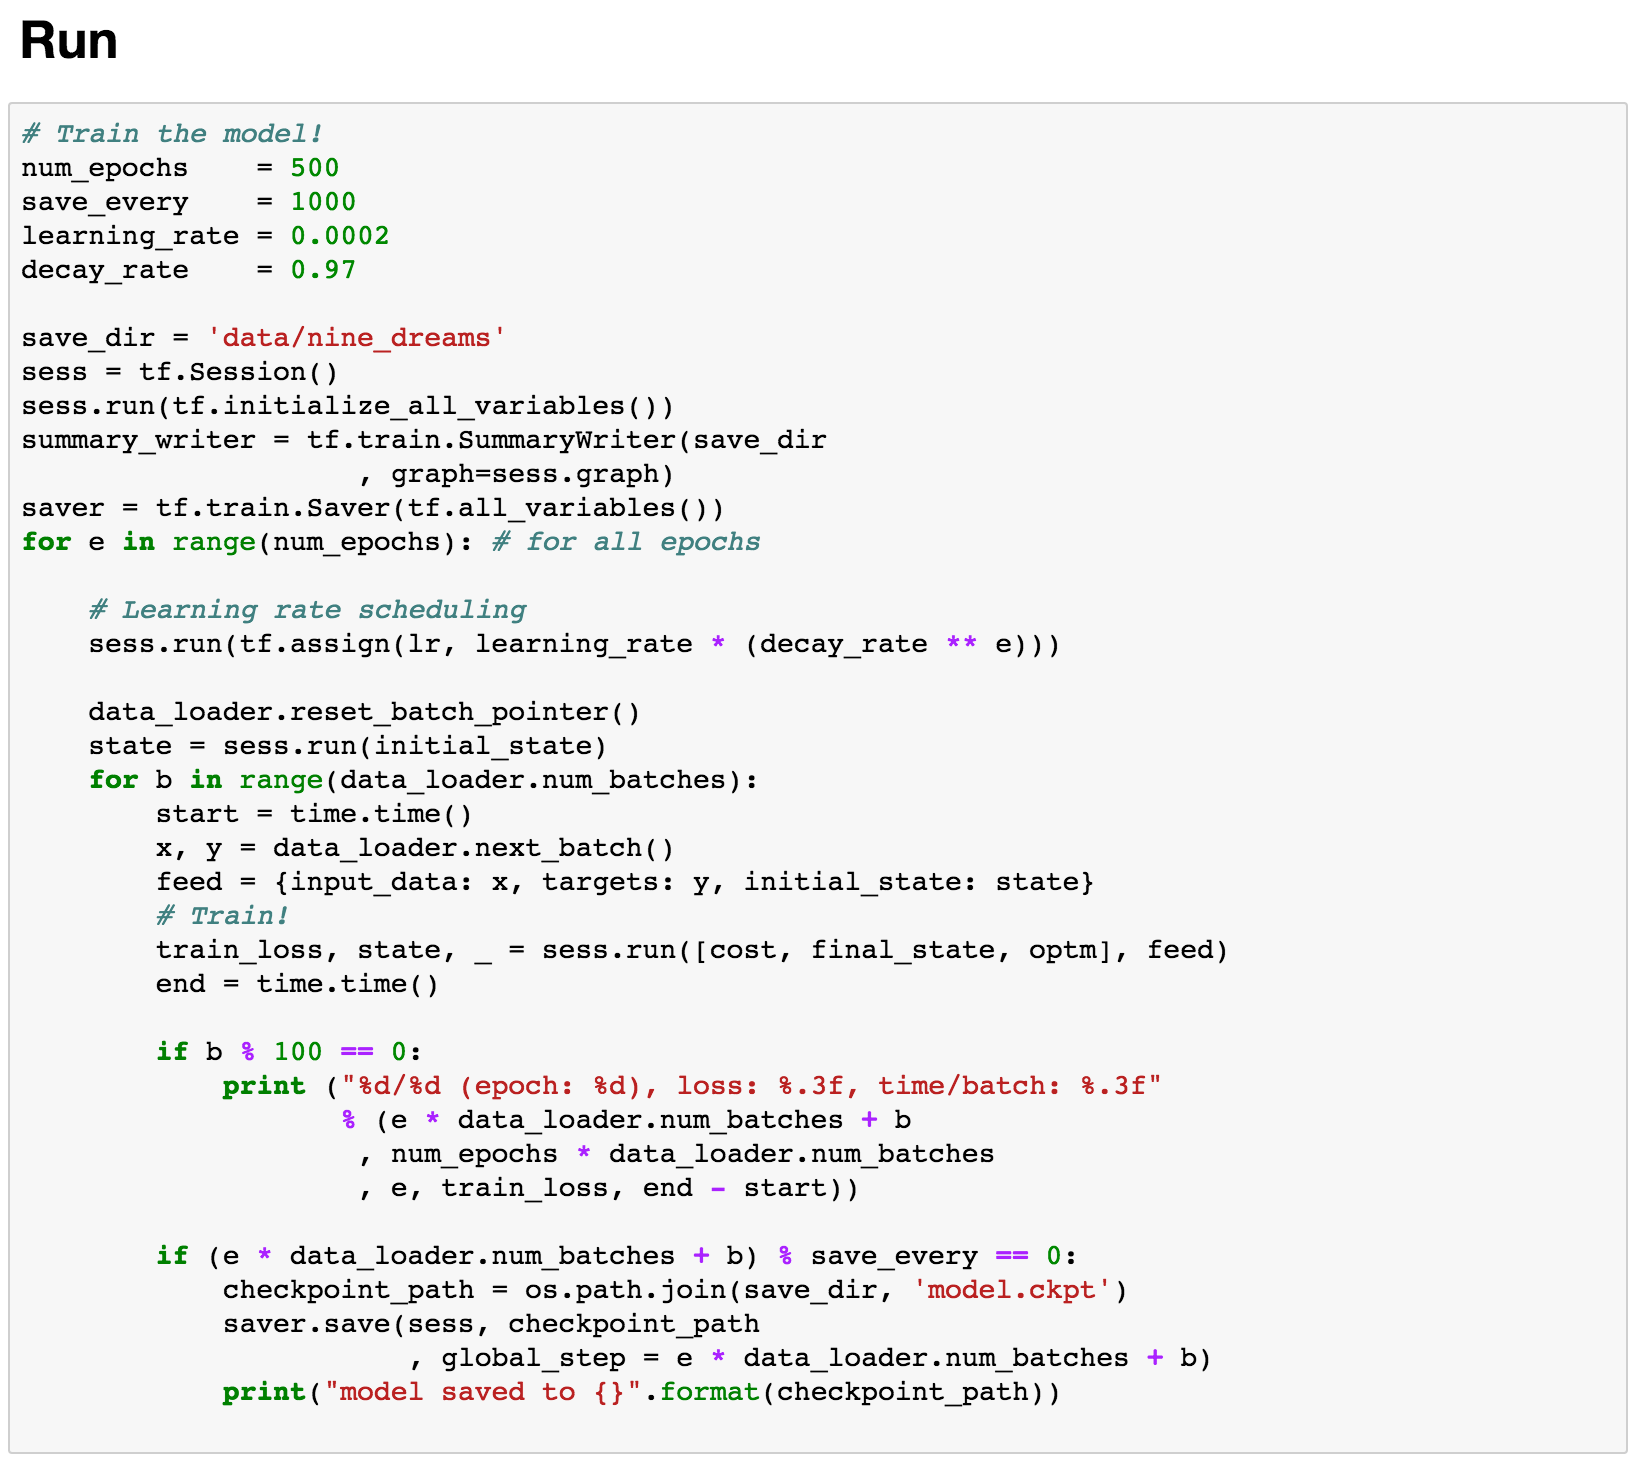 Run
# Train the model!
num_epochs    = 500
save_every    = 1000
learning_rate = 0.0002
decay_rate    = 0.97

save_dir = 'data/nine_dreams'
sess = tf.Session()
sess.run(tf.initialize_all_variables())
summary_writer = tf.train.SummaryWriter(save_dir
                    , graph=sess.graph)
saver = tf.train.Saver(tf.all_variables())
for e in range(num_epochs): # for all epochs

    # Learning rate scheduling
    sess.run(tf.assign(lr, learning_rate * (decay_rate ** e)))

    data_loader.reset_batch_pointer()
    state = sess.run(initial_state)
    for b in range(data_loader.num_batches):
        start = time.time()
        x, y = data_loader.next_batch()
        feed = {input_data: x, targets: y, initial_state: state}
        # Train!
        train_loss, state, _ = sess.run([cost, final_state, optm], feed)
        end = time.time()

        if b % 100 == 0:
            print ("%d/%d (epoch: %d), loss: %.3f, time/batch: %.3f"
                   % (e * data_loader.num_batches + b
                    , num_epochs * data_loader.num_batches
                    , e, train_loss, end - start))

        if (e * data_loader.num_batches + b) % save_every == 0:
            checkpoint_path = os.path.join(save_dir, 'model.ckpt')
            saver.save(sess, checkpoint_path
                       , global_step = e * data_loader.num_batches + b)
            print("model saved to {}".format(checkpoint_path))